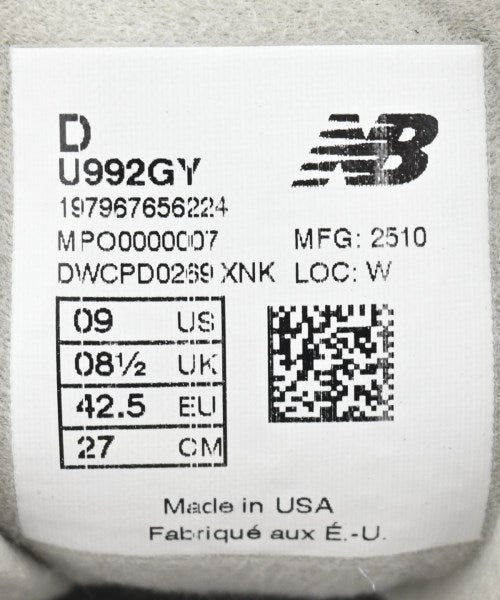 D
NB
U992GY
197967656224
MPO0000007 MFG: 2510
DWCPD0269 XNK LOC: W
09 US
08½ UK
42.5 EU
27 CM
Made in USA
Fabriqué aux É.-U.